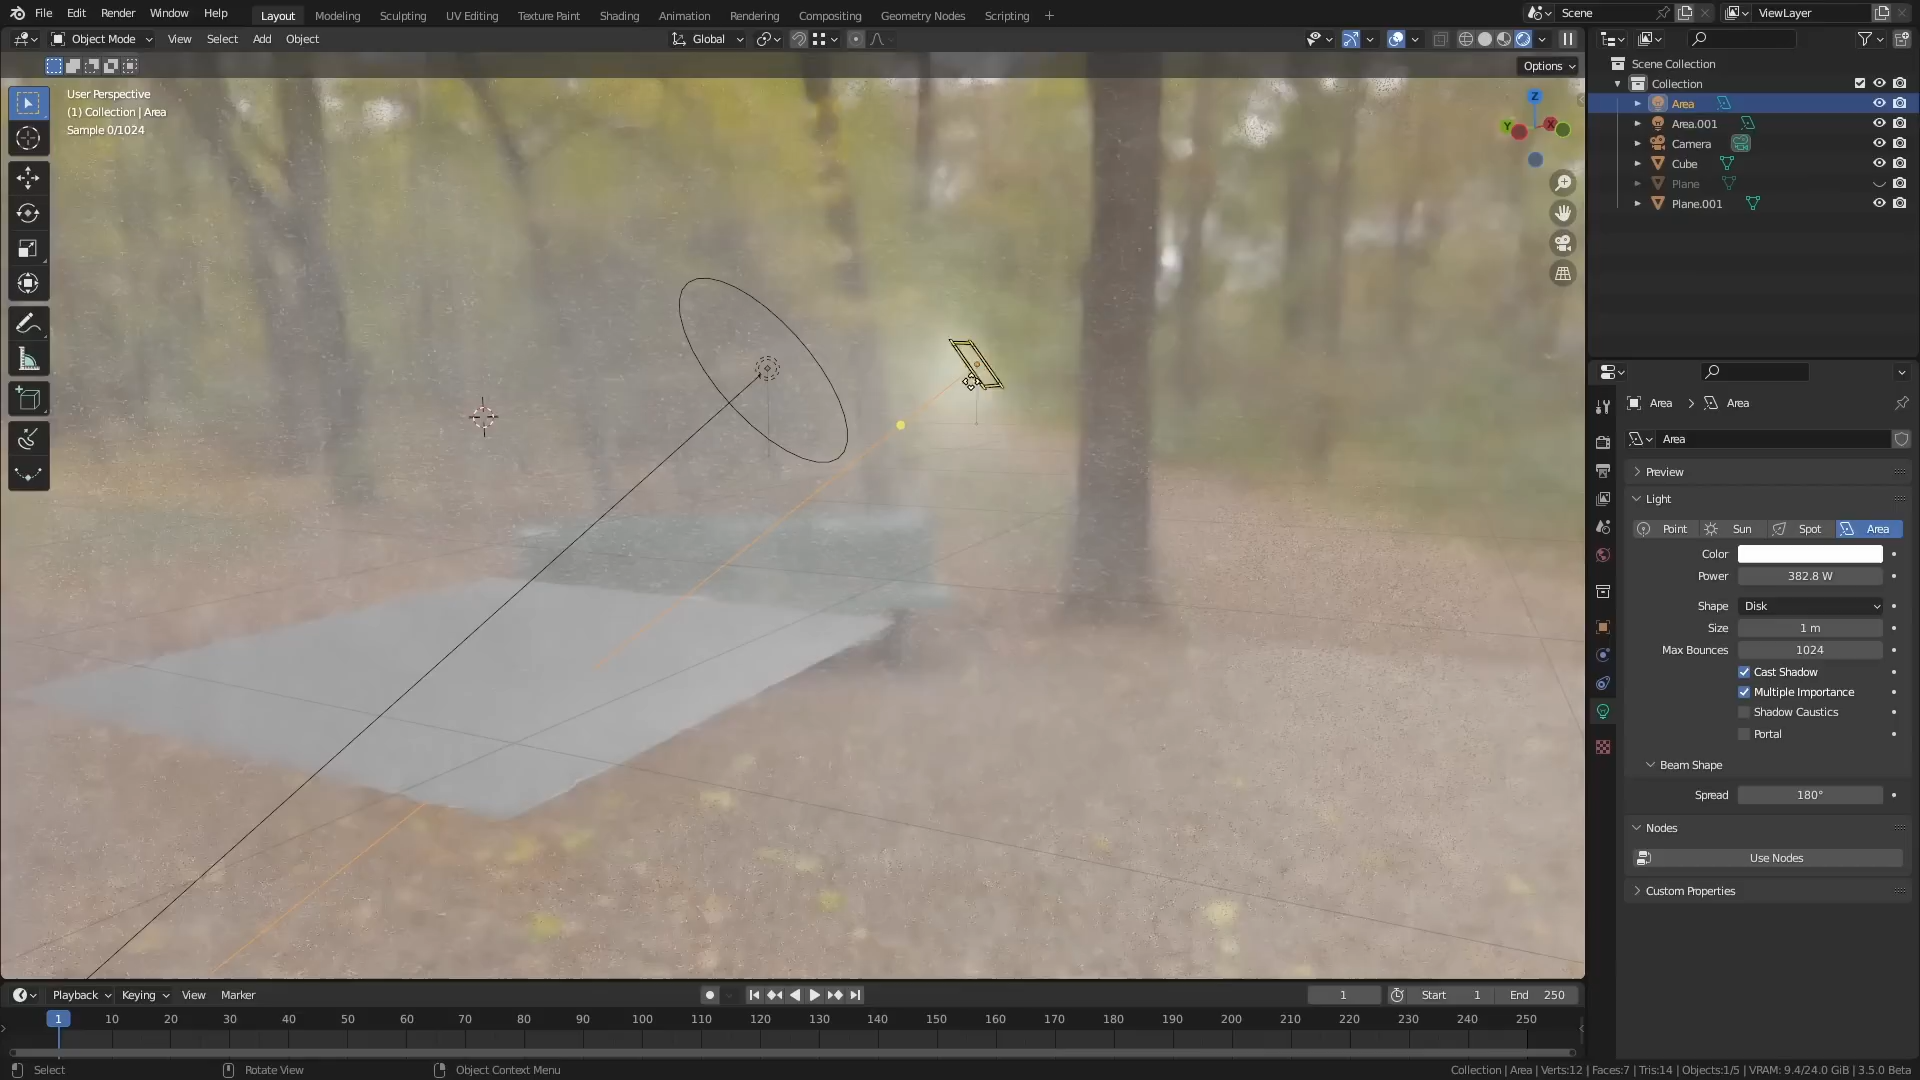 File Edit Render Window Help Layout Modeling Sculpting UV Editing Texture Paint Shading Animation Rendering Compositing Geometry Nodes Scripting + Scene ViewLayer
Object Mode View Select Add Object Global
Options
User Perspective
(1) Collection | Area
Sample 0/1024
Z
Y X
Scene Collection
Collection
Area
Area.001
Camera
Cube
Plane
Plane.001
Area > Area
Area
Preview
Light
Point Sun Spot Area
Color
Power 382.8 W
Shape Disk
Size 1 m
Max Bounces 1024
Cast Shadow
Multiple Importance
Shadow Caustics
Portal
Beam Shape
Spread 180°
Nodes
Use Nodes
Custom Properties
Playback Keying View Marker 1 Start 1 End 250
1 10 20 30 40 50 60 70 80 90 100 110 120 130 140 150 160 170 180 190 200 210 220 230 240 250
Select Rotate View Object Context Menu Collection | Area | Verts:12 | Faces:7 | Tris:14 | Objects:1/5 | VRAM: 9.4/24.0 GiB | 3.5.0 Beta